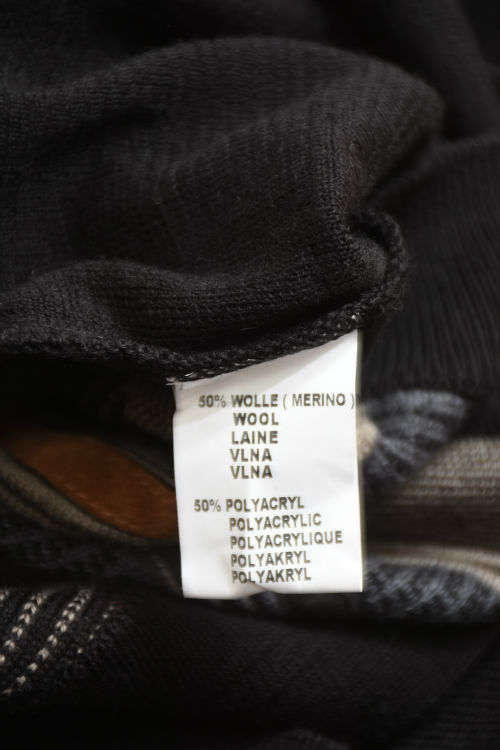 50% WOLLE ( MERINO )
WOOL
LAINE
VLNA
VLNA
50% POLYACRYL
POLYACRYLIC
POLYACRYLIQUE
POLYAKRYL
POLYAKRYL